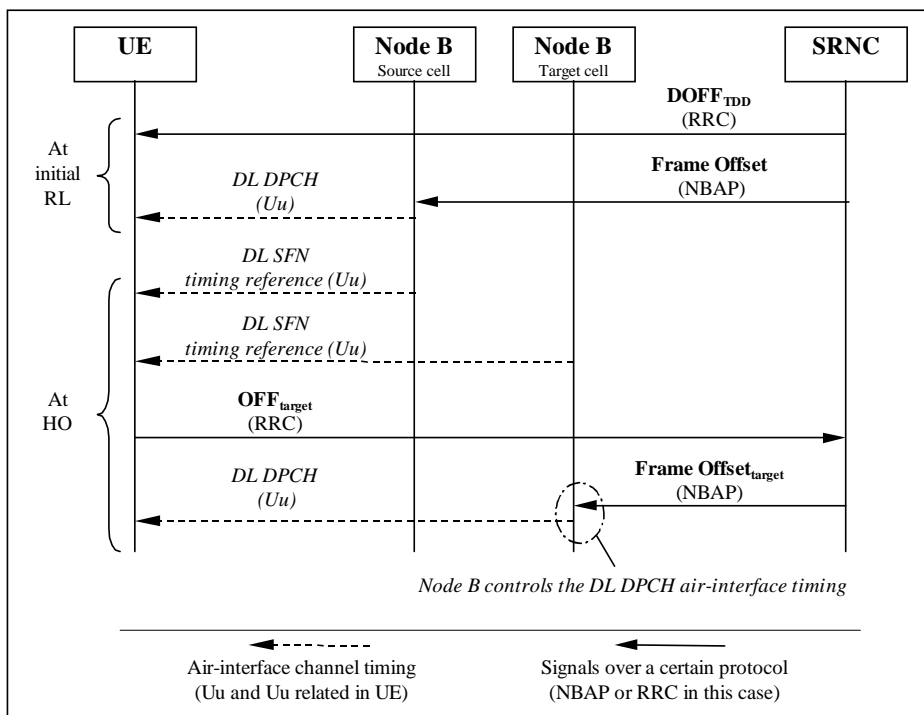 UE
Node B
Source cell
Node B
Target cell
SRNC
DOFF_TDD
(RRC)
At
initial
RL
Frame Offset
(NBAP)
DL DPCH
(Uu)
DL SFN
timing reference (Uu)
DL SFN
timing reference (Uu)
At
HO
OFF_target
(RRC)
Frame Offset_target
(NBAP)
DL DPCH
(Uu)
Node B controls the DL DPCH air-interface timing
Air-interface channel timing
(Uu and Uu related in UE)
Signals over a certain protocol
(NBAP or RRC in this case)